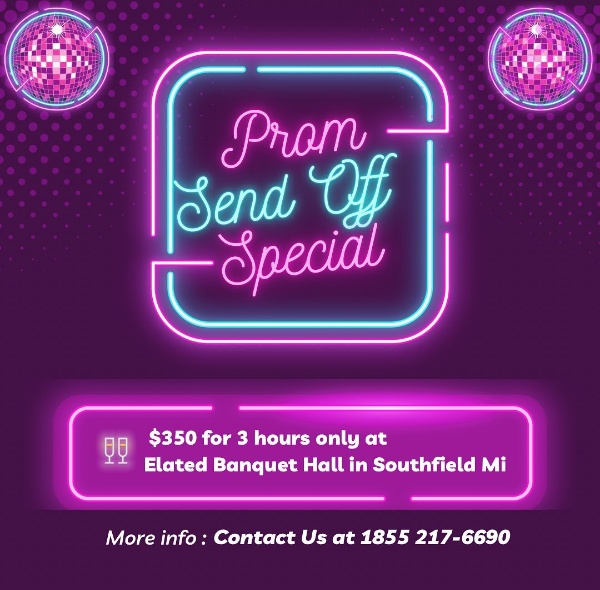 Prom
Send Off
Special
$350 for 3 hours only at
Elated Banquet Hall in Southfield Mi
More info : Contact Us at 1855 217-6690